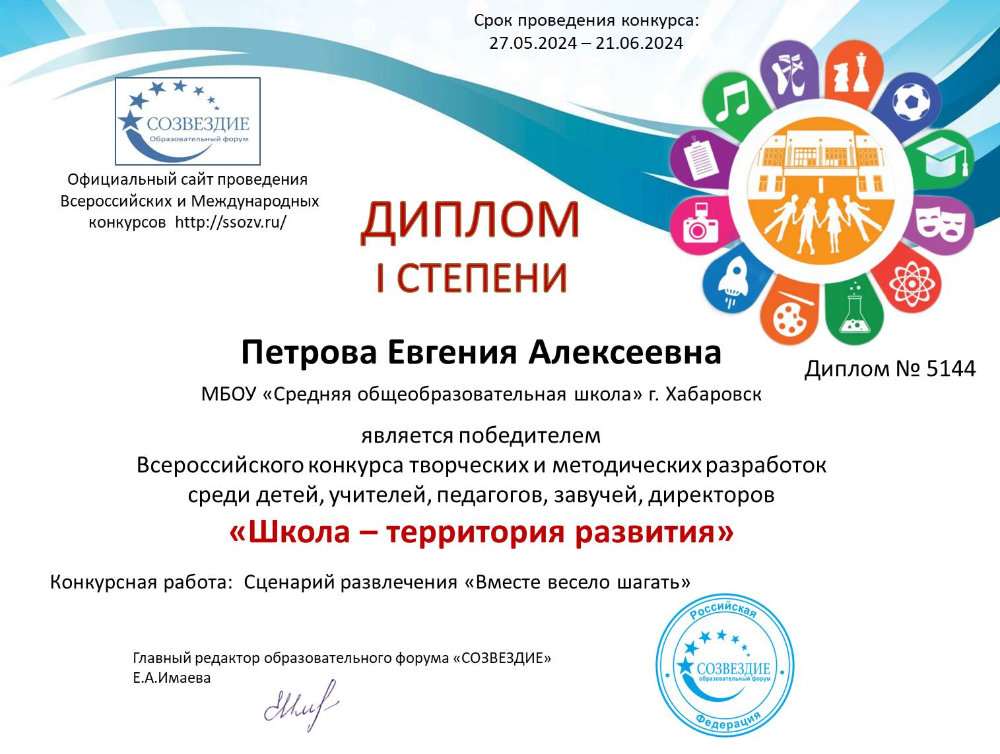 Срок проведения конкурса:
27.05.2024 – 21.06.2024
СОЗВЕЗДИЕ
Образовательный форум
Официальный сайт проведения
Всероссийских и Международных
конкурсов http://ssozv.ru/
ДИПЛОМ
I СТЕПЕНИ
Петрова Евгения Алексеевна
Диплом № 5144
МБОУ «Средняя общеобразовательная школа» г. Хабаровск
является победителем
Всероссийского конкурса творческих и методических разработок
среди детей, учителей, педагогов, завучей, директоров
«Школа – территория развития»
Конкурсная работа: Сценарий развлечения «Вместе весело шагать»
Главный редактор образовательного форума «СОЗВЕЗДИЕ»
Е.А.Имаева
Российская
СОЗВЕЗДИЕ
образовательный форум
Федерация